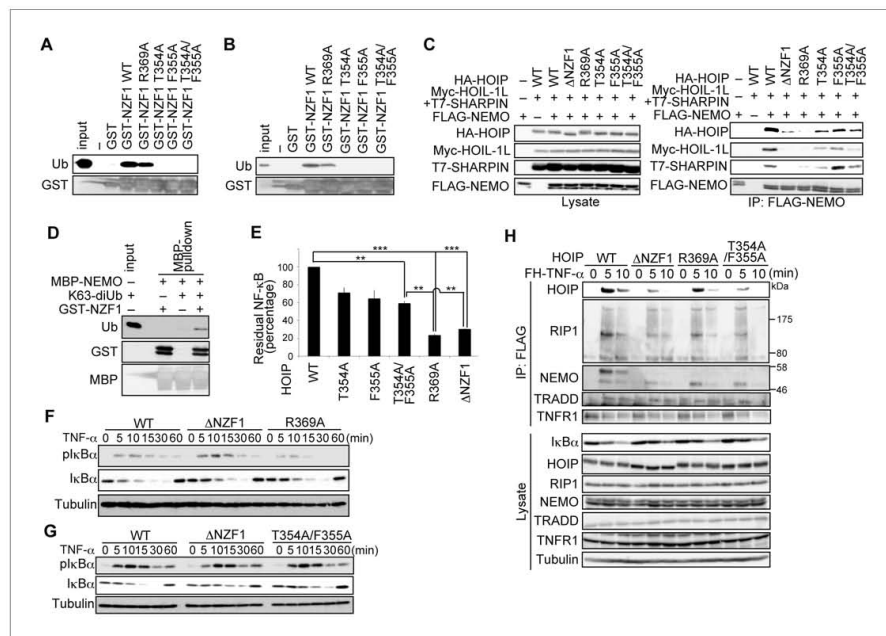 A
input
–
GST
GST-NZF1 WT
GST-NZF1 R369A
GST-NZF1 T354A
GST-NZF1 F355A
GST-NZF1 T354A/
F355A
Ub
GST
B
input
–
GST
GST-NZF1 WT
GST-NZF1 R369A
GST-NZF1 T354A
GST-NZF1 F355A
GST-NZF1 T354A/
F355A
Ub
GST
C
HA-HOIP – WT WT ΔNZF1 R369A T354A F355A T354A/F355A
Myc-HOIL-1L
+T7-SHARPIN – + + + + + + +
FLAG-NEMO + – + + + + + +
HA-HOIP
Myc-HOIL-1L
T7-SHARPIN
FLAG-NEMO
Lysate
HA-HOIP – WT WT ΔNZF1 R369A T354A F355A T354A/F355A
Myc-HOIL-1L
+T7-SHARPIN – + + + + + + +
FLAG-NEMO + – + + + + + +
HA-HOIP
Myc-HOIL-1L
T7-SHARPIN
FLAG-NEMO
IP: FLAG-NEMO
D
input
MBP-
pulldown
MBP-NEMO – + + +
K63-diUb + – + +
GST-NZF1 – + – +
Ub
GST
MBP
E
Residual NF-κB
(percentage)
100
80
60
40
20
0
*** ***
**
** **
HOIP
WT
T354A
F355A
T354A/
F355A
R369A
ΔNZF1
F
WT ΔNZF1 R369A
TNF-α 0 5 10 15 30 60 0 5 10 15 30 60 0 5 10 15 30 60 (min)
pIκBα
IκBα
Tubulin
G
WT ΔNZF1 T354A/F355A
TNF-α 0 5 10 15 30 60 0 5 10 15 30 60 0 5 10 15 30 60 (min)
pIκBα
IκBα
Tubulin
H
HOIP WT ΔNZF1 R369A T354A
/F355A
FH-TNF-α 0 5 10 0 5 10 0 5 10 0 5 10 (min)
IP: FLAG
HOIP
kDa
RIP1
175
80
NEMO
58
46
TRADD
TNFR1
Lysate
IκBα
HOIP
RIP1
NEMO
TRADD
TNFR1
Tubulin